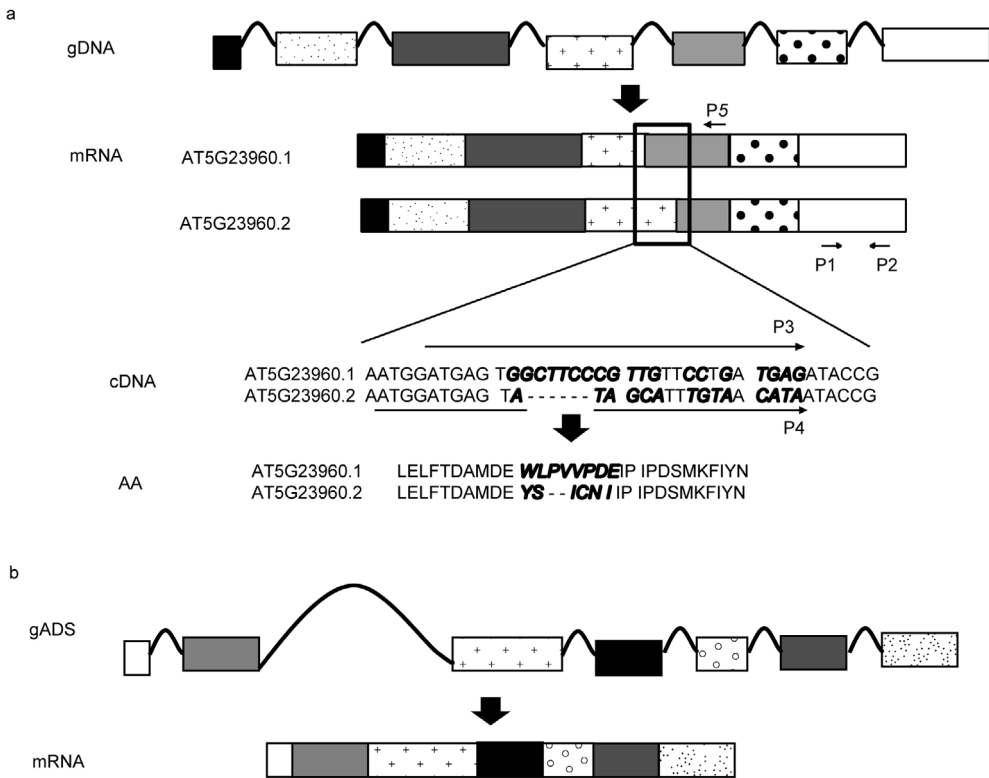 a
gDNA
P5
mRNA
AT5G23960.1
AT5G23960.2
P1 P2
P3
cDNA
AT5G23960.1 AATGGATGAG TGGCTTCCCG TTGTTCCTGA TGAGATACCG
AT5G23960.2 AATGGATGAG TA------TA GCATTTGTAA CATAATACCG
P4
AA
AT5G23960.1 LELFTDAMDE WLPVVPDEIP IPDSMKFIYN
AT5G23960.2 LELFTDAMDE YS--ICNIIP IPDSMKFIYN
b
gADS
mRNA